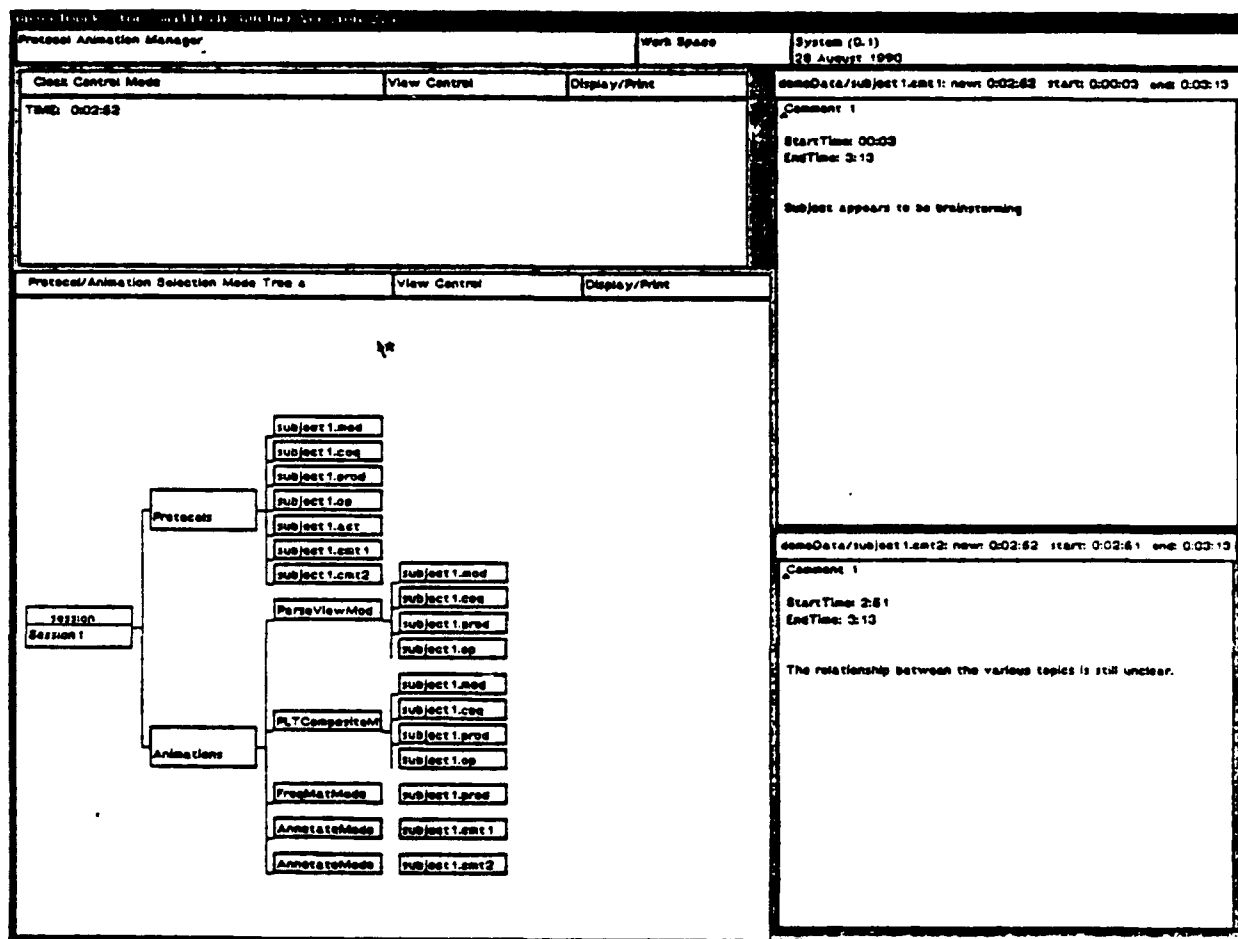 Protocol Animation Manager
Work Space
System (0.1)
28 August 1990
Clock Control Mode
View Control
Display/Print
TIME: 0:02:52
demoData/subject1.cmt1: now: 0:02:52 start: 0:00:03 end: 0:03:13
Comment 1
StartTime: 00:03
EndTime: 3:13
Subject appears to be brainstorming
Protocol/Animation Selection Mode Tree a
View Control
Display/Print
session
Session1
Protocols
subject1.mod
subject1.cog
subject1.prod
subject1.op
subject1.act
subject1.cmt1
subject1.cmt2
Animations
ParseViewMod
subject1.mod
subject1.cog
subject1.prod
subject1.op
PLTCompositeM
subject1.mod
subject1.cog
subject1.prod
subject1.op
FreqMatMode
subject1.prod
AnnotateMode
subject1.cmt1
AnnotateMode
subject1.cmt2
demoData/subject1.cmt2: now: 0:02:52 start: 0:02:51 end: 0:03:13
Comment 1
StartTime: 2:51
EndTime: 3:13
The relationship between the various topics is still unclear.